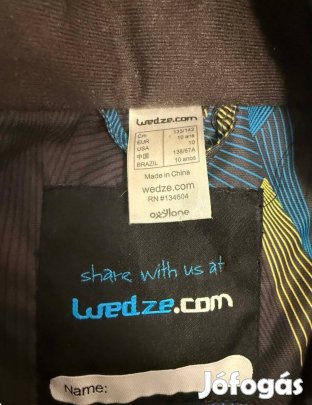 wedze.com
Cm 133/142
EUR 10 ans
USA 10
中国 138/67A
BRAZIL 10 anos
Made in China
wedze.com
RN #134604
oxylane
share with us at
wedze.com
Name:
Jófogás